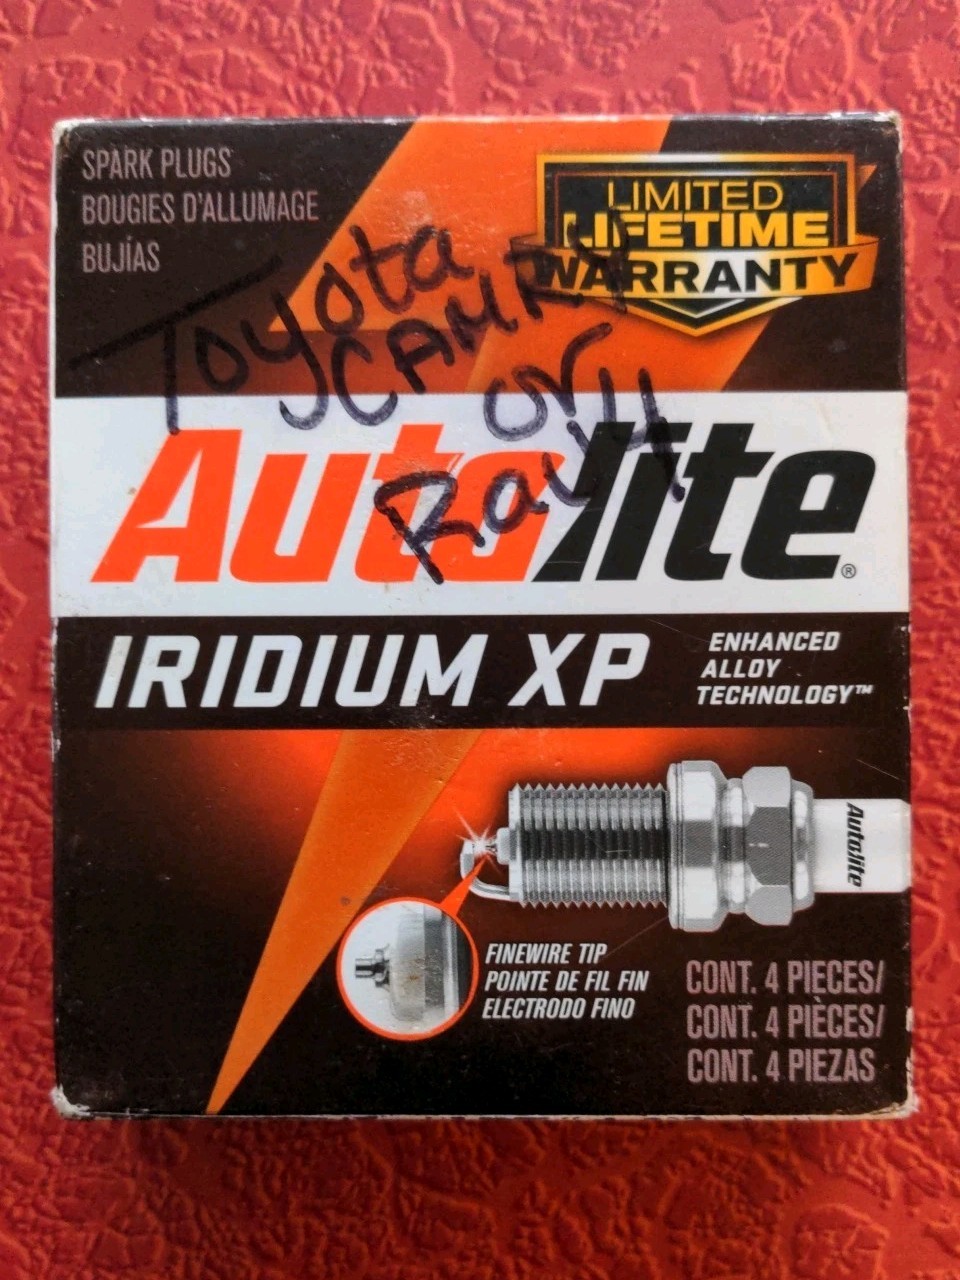 SPARK PLUGS
BOUGIES D'ALLUMAGE
BUJÍAS
LIMITED
LIFETIME
WARRANTY
Toyota
CAMRY
or
Rav4
Autolite®
IRIDIUM XP
ENHANCED
ALLOY
TECHNOLOGY™
Autolite
FINEWIRE TIP
POINTE DE FIL FIN
ELECTRODO FINO
CONT. 4 PIECES/
CONT. 4 PIÈCES/
CONT. 4 PIEZAS